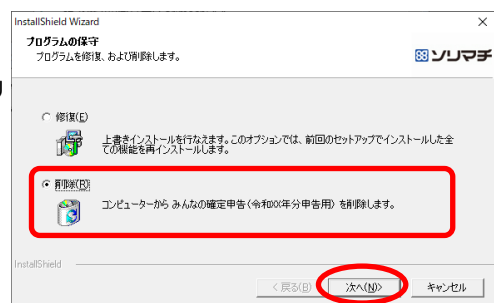 InstallShield Wizard
プログラムの保守
プログラムを修復、および削除します。
ソリマチ
修復(E)
上書きインストールを行なえます。このオプションでは、前回のセットアップでインストールした全
ての機能を再インストールします。
削除(R)
コンピューターから みんなの確定申告(令和XX年分申告用) を削除します。
InstallShield
< 戻る(B)
次へ(N)>
キャンセル